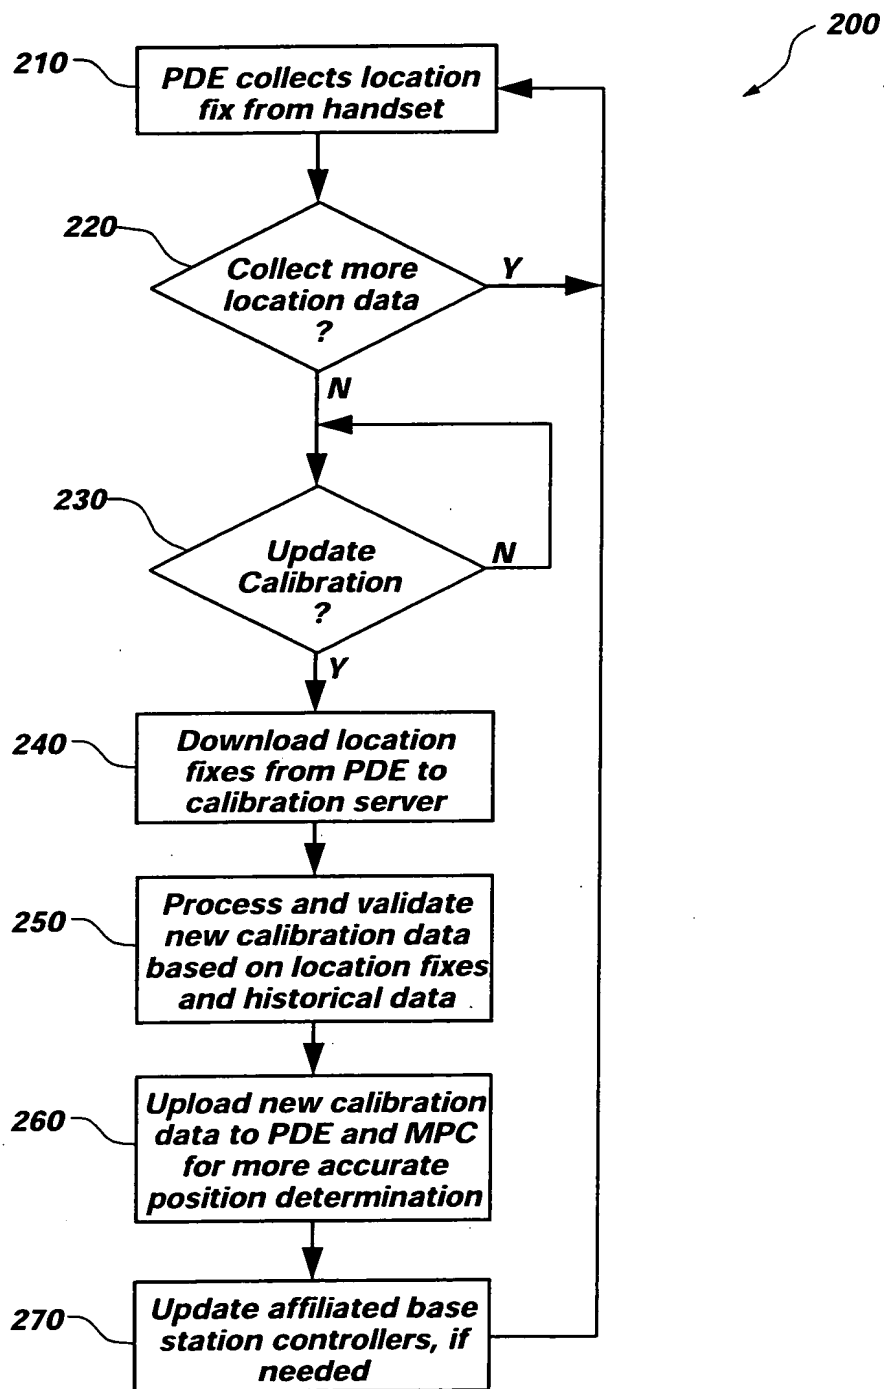 200
210
PDE collects location
fix from handset
220
Collect more
location data
?
Y
N
230
Update
Calibration
?
N
Y
240
Download location
fixes from PDE to
calibration server
250
Process and validate
new calibration data
based on location fixes
and historical data
260
Upload new calibration
data to PDE and MPC
for more accurate
position determination
270
Update affiliated base
station controllers, if
needed